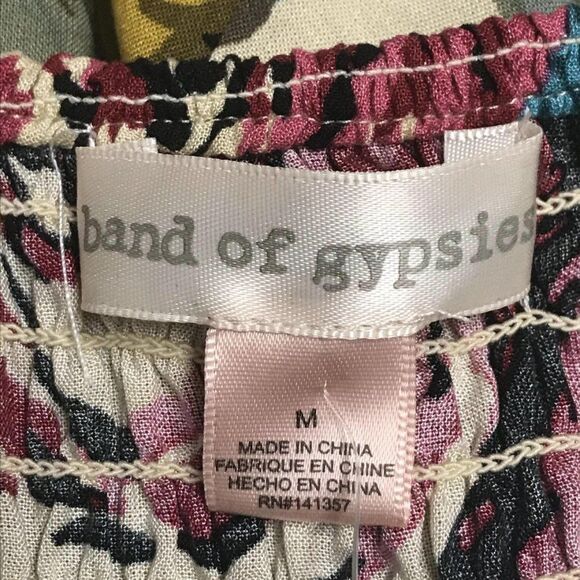 band of gypsies
M
MADE IN CHINA
FABRIQUE EN CHINE
HECHO EN CHINA
RN#141357